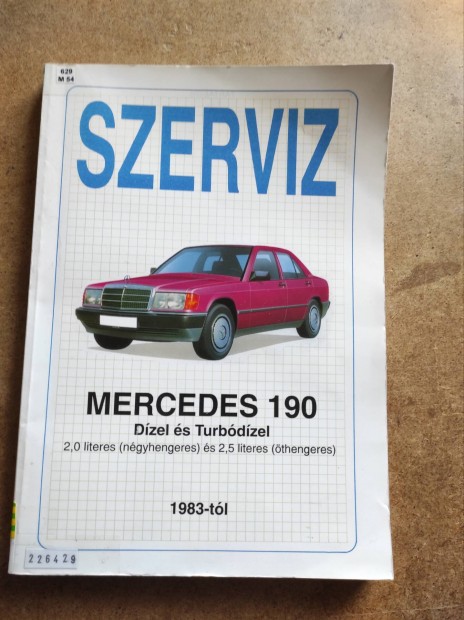 629
M 54
SZERVIZ
MERCEDES 190
Dízel és Turbódízel
2,0 literes (négyhengeres) és 2,5 literes (öthengeres)
1983-tól
226429